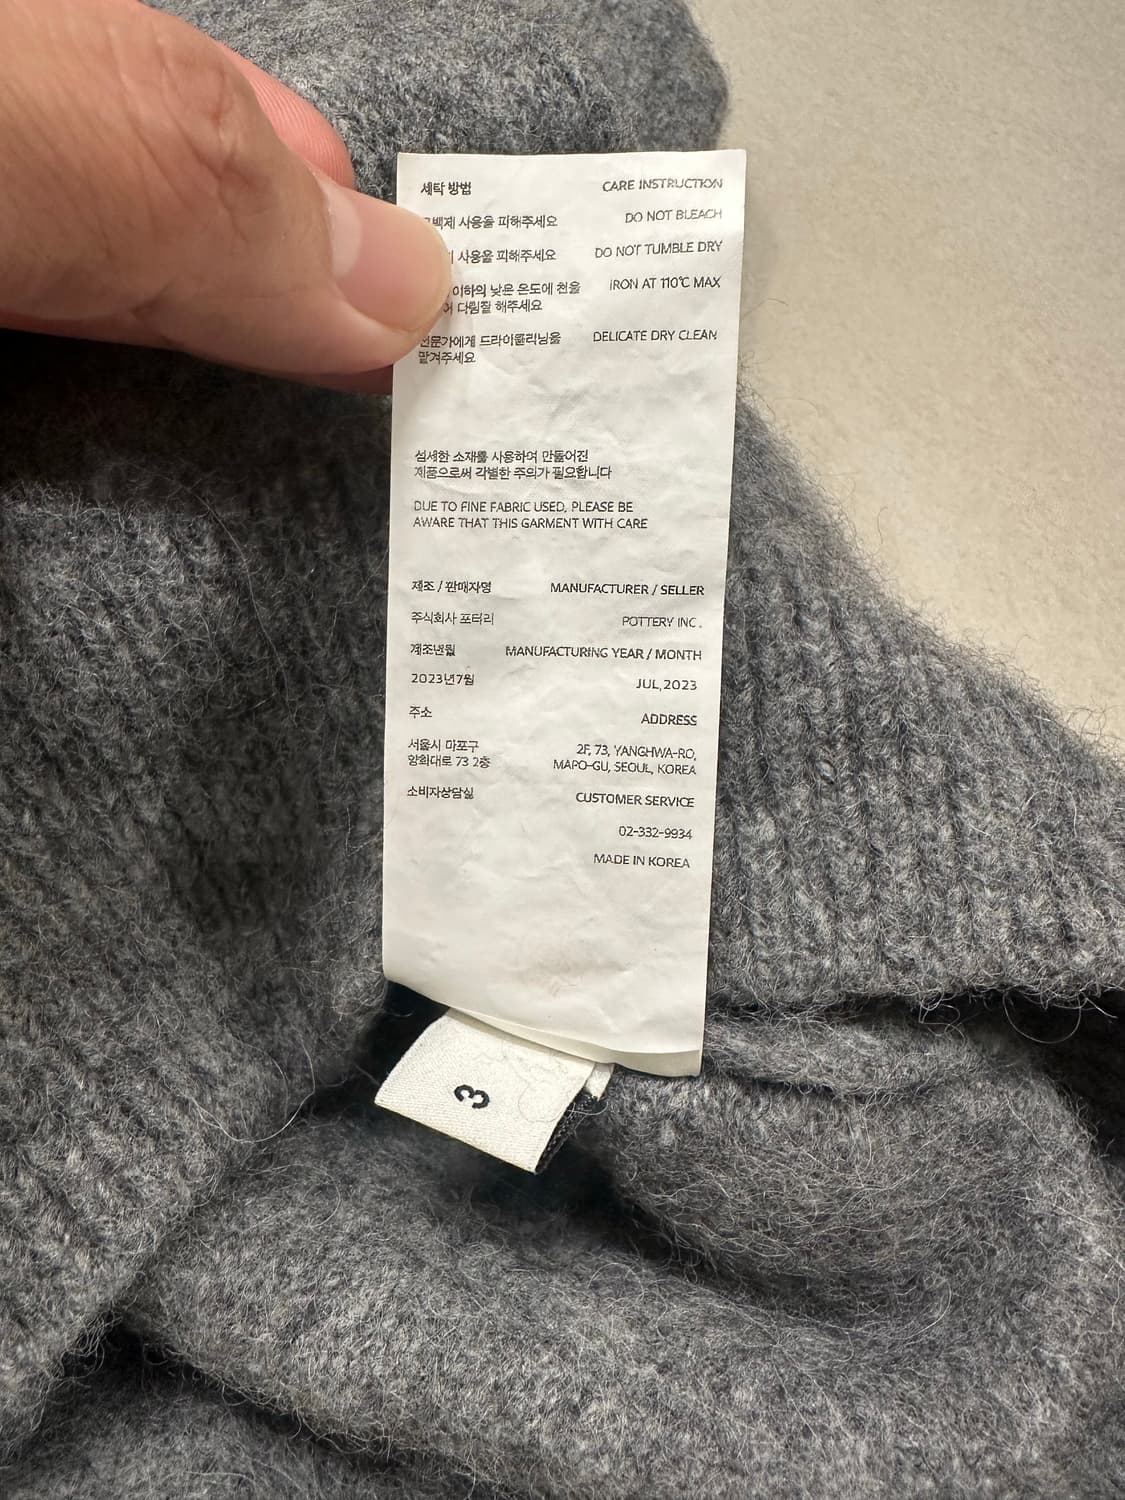 세탁 방법 CARE INSTRUCTION
사용을 피해주세요 DO NOT BLEACH
사용을 피해주세요 DO NOT TUMBLE DRY
이하의 낮은 온도에 천을 IRON AT 110℃ MAX
다림질 해주세요
드라이클리닝을 DELICATE DRY CLEAN
맡겨주세요
섬세한 소재를 사용하여 만들어진
제품으로써 각별한 주의가 필요합니다
DUE TO FINE FABRIC USED, PLEASE BE
AWARE THAT THIS GARMENT WITH CARE
제조 / 판매자명 MANUFACTURER / SELLER
주식회사 포터리 POTTERY INC.
제조년월 MANUFACTURING YEAR / MONTH
2023년7월 JUL,2023
주소 ADDRESS
서울시 마포구 2F, 73, YANGHWA-RO,
양화대로 73 2층 MAPO-GU, SEOUL, KOREA
소비자상담실 CUSTOMER SERVICE
02-332-9934
MADE IN KOREA
3